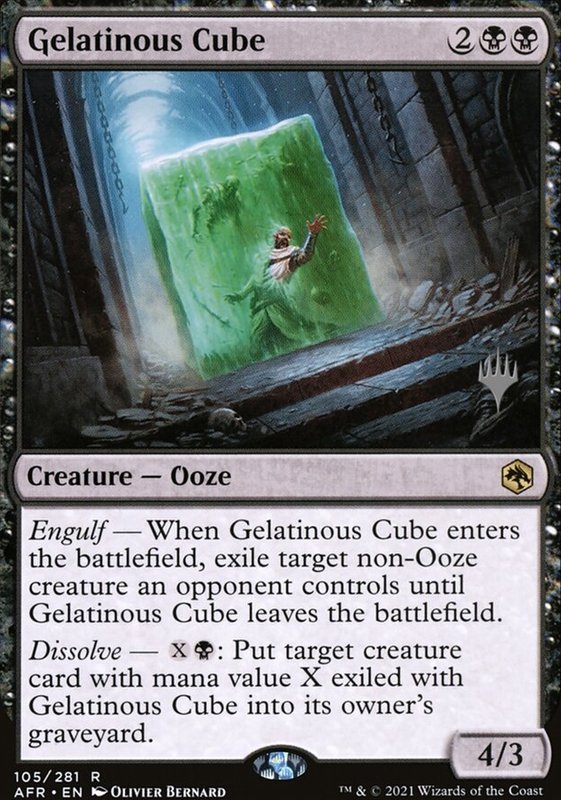 Gelatinous Cube 2
Creature — Ooze
Engulf — When Gelatinous Cube enters
the battlefield, exile target non-Ooze
creature an opponent controls until
Gelatinous Cube leaves the battlefield.
Dissolve — X: Put target creature
card with mana value X exiled with
Gelatinous Cube into its owner's
graveyard.
4/3
105/281 R
AFR • EN Olivier Bernard ™ & © 2021 Wizards of the Coast